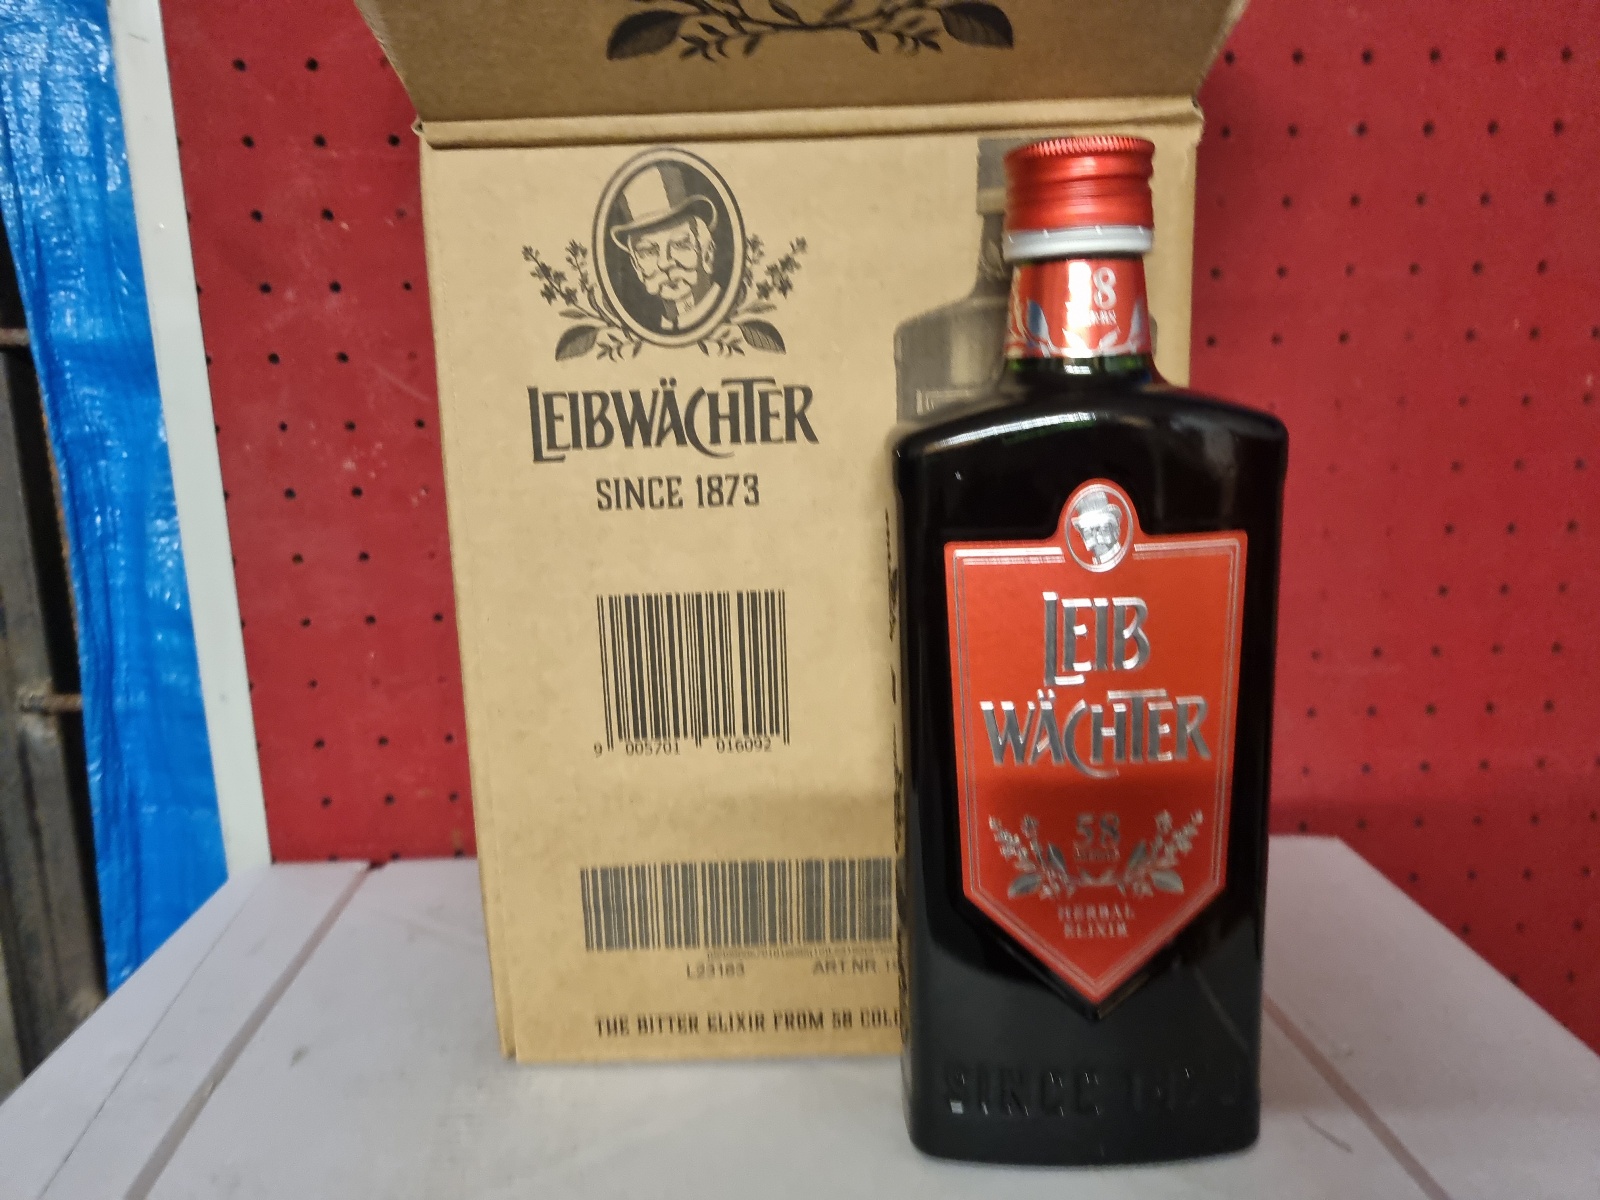 LEIBWÄCHTER
SINCE 1873
9 005701 016092
L23183 ART.NR.
THE BITTER ELIXIR FROM 58
58
LEIB
WÄCHTER
58
HERBAL
ELIXIR
SINCE